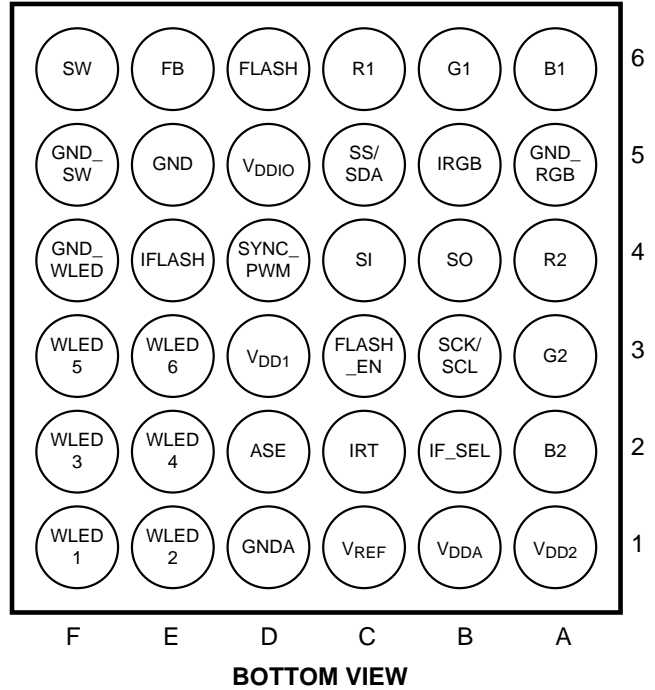 SW FB FLASH R1 G1 B1 6
GND_ SW GND VDDIO SS/ SDA IRGB GND_ RGB 5
GND_ WLED IFLASH SYNC_ PWM SI SO R2 4
WLED 5 WLED 6 VDD1 FLASH _EN SCK/ SCL G2 3
WLED 3 WLED 4 ASE IRT IF_SEL B2 2
WLED 1 WLED 2 GNDA VREF VDDA VDD2 1
F E D C B A
BOTTOM VIEW